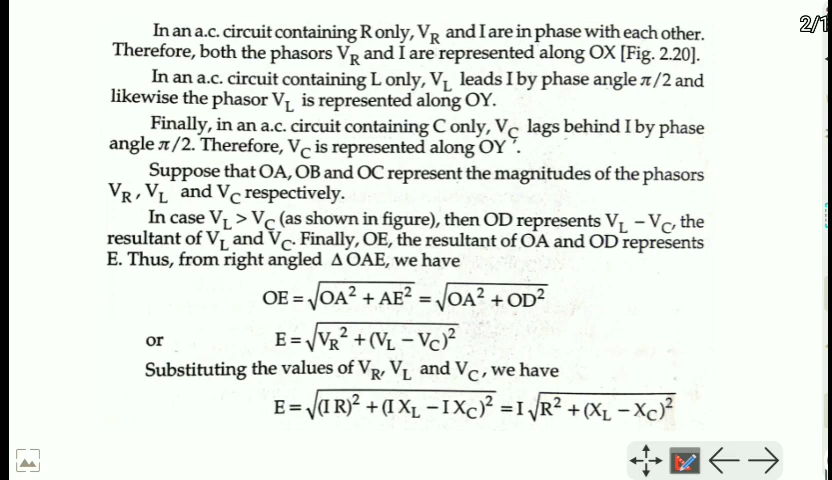 2/1
In an a.c. circuit containing R only, V_R and I are in phase with each other.
Therefore, both the phasors V_R and I are represented along OX [Fig. 2.20].
In an a.c. circuit containing L only, V_L leads I by phase angle π/2 and
likewise the phasor V_L is represented along OY.
Finally, in an a.c. circuit containing C only, V_C lags behind I by phase
angle π/2. Therefore, V_C is represented along OY '.
Suppose that OA, OB and OC represent the magnitudes of the phasors
V_R, V_L and V_C respectively.
In case V_L > V_C (as shown in figure), then OD represents V_L – V_C, the
resultant of V_L and V_C. Finally, OE, the resultant of OA and OD represents
E. Thus, from right angled Δ OAE, we have
OE = √(OA² + AE²) = √(OA² + OD²)
or E = √(V_R² + (V_L – V_C)²)
Substituting the values of V_R, V_L and V_C, we have
E = √((I R)² + (I X_L – I X_C)²) = I √(R² + (X_L – X_C)²)